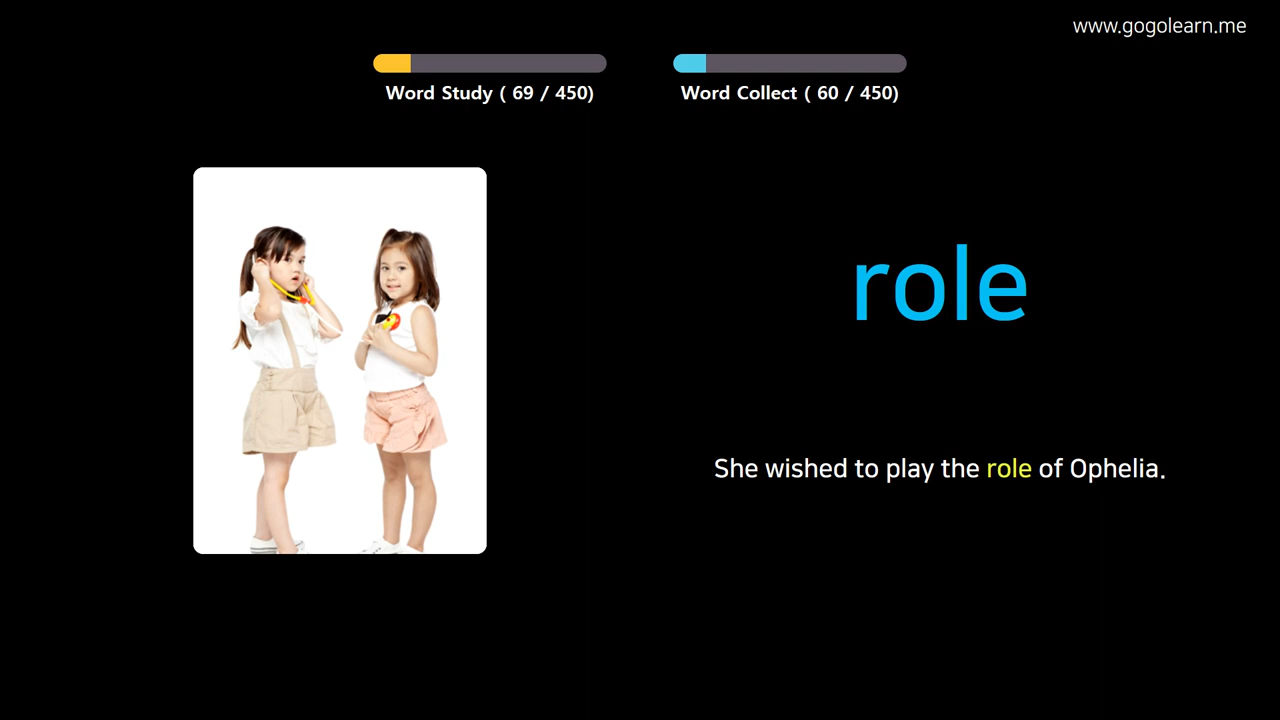 www.gogolearn.me
Word Study ( 69 / 450)
Word Collect ( 60 / 450)
role
She wished to play the role of Ophelia.